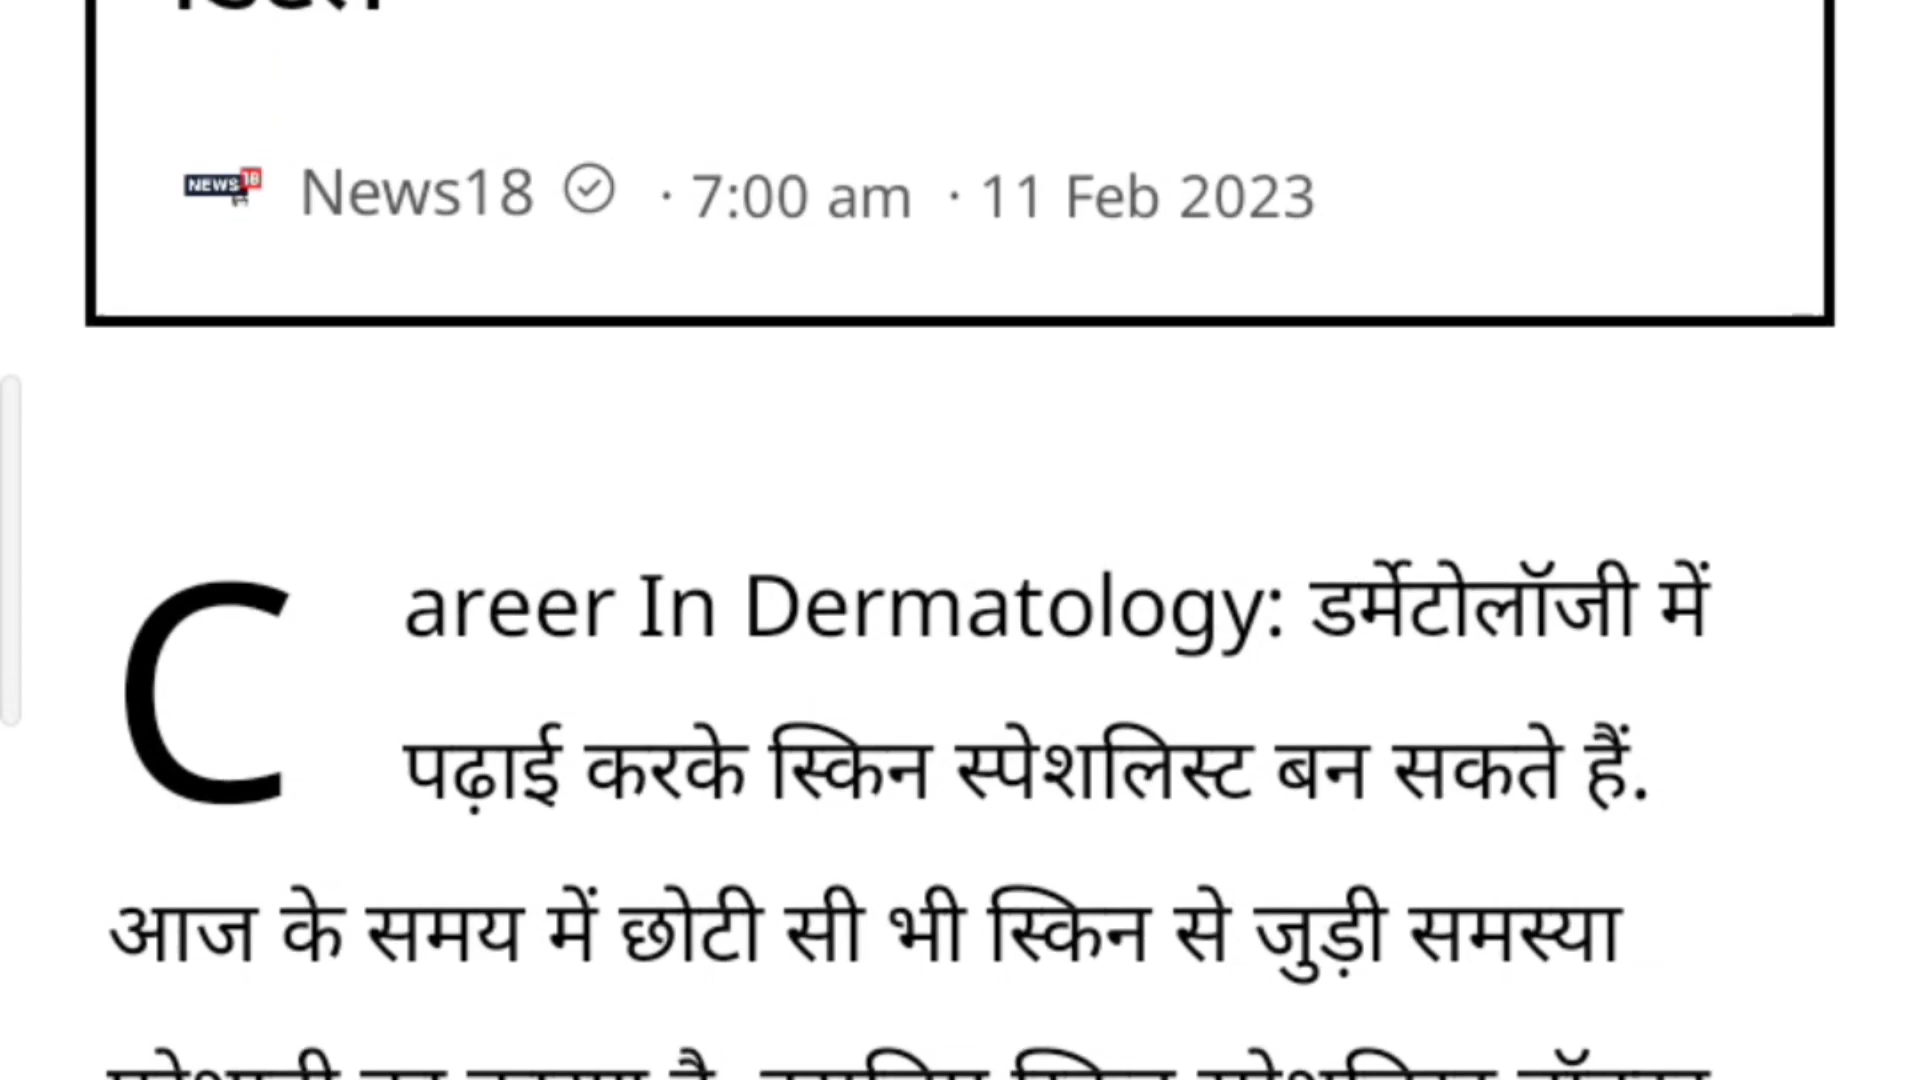 NEWS18
News18 · 7:00 am · 11 Feb 2023
Career In Dermatology: डर्मेटोलॉजी में
पढ़ाई करके स्किन स्पेशलिस्ट बन सकते हैं.
आज के समय में छोटी सी भी स्किन से जुड़ी समस्या